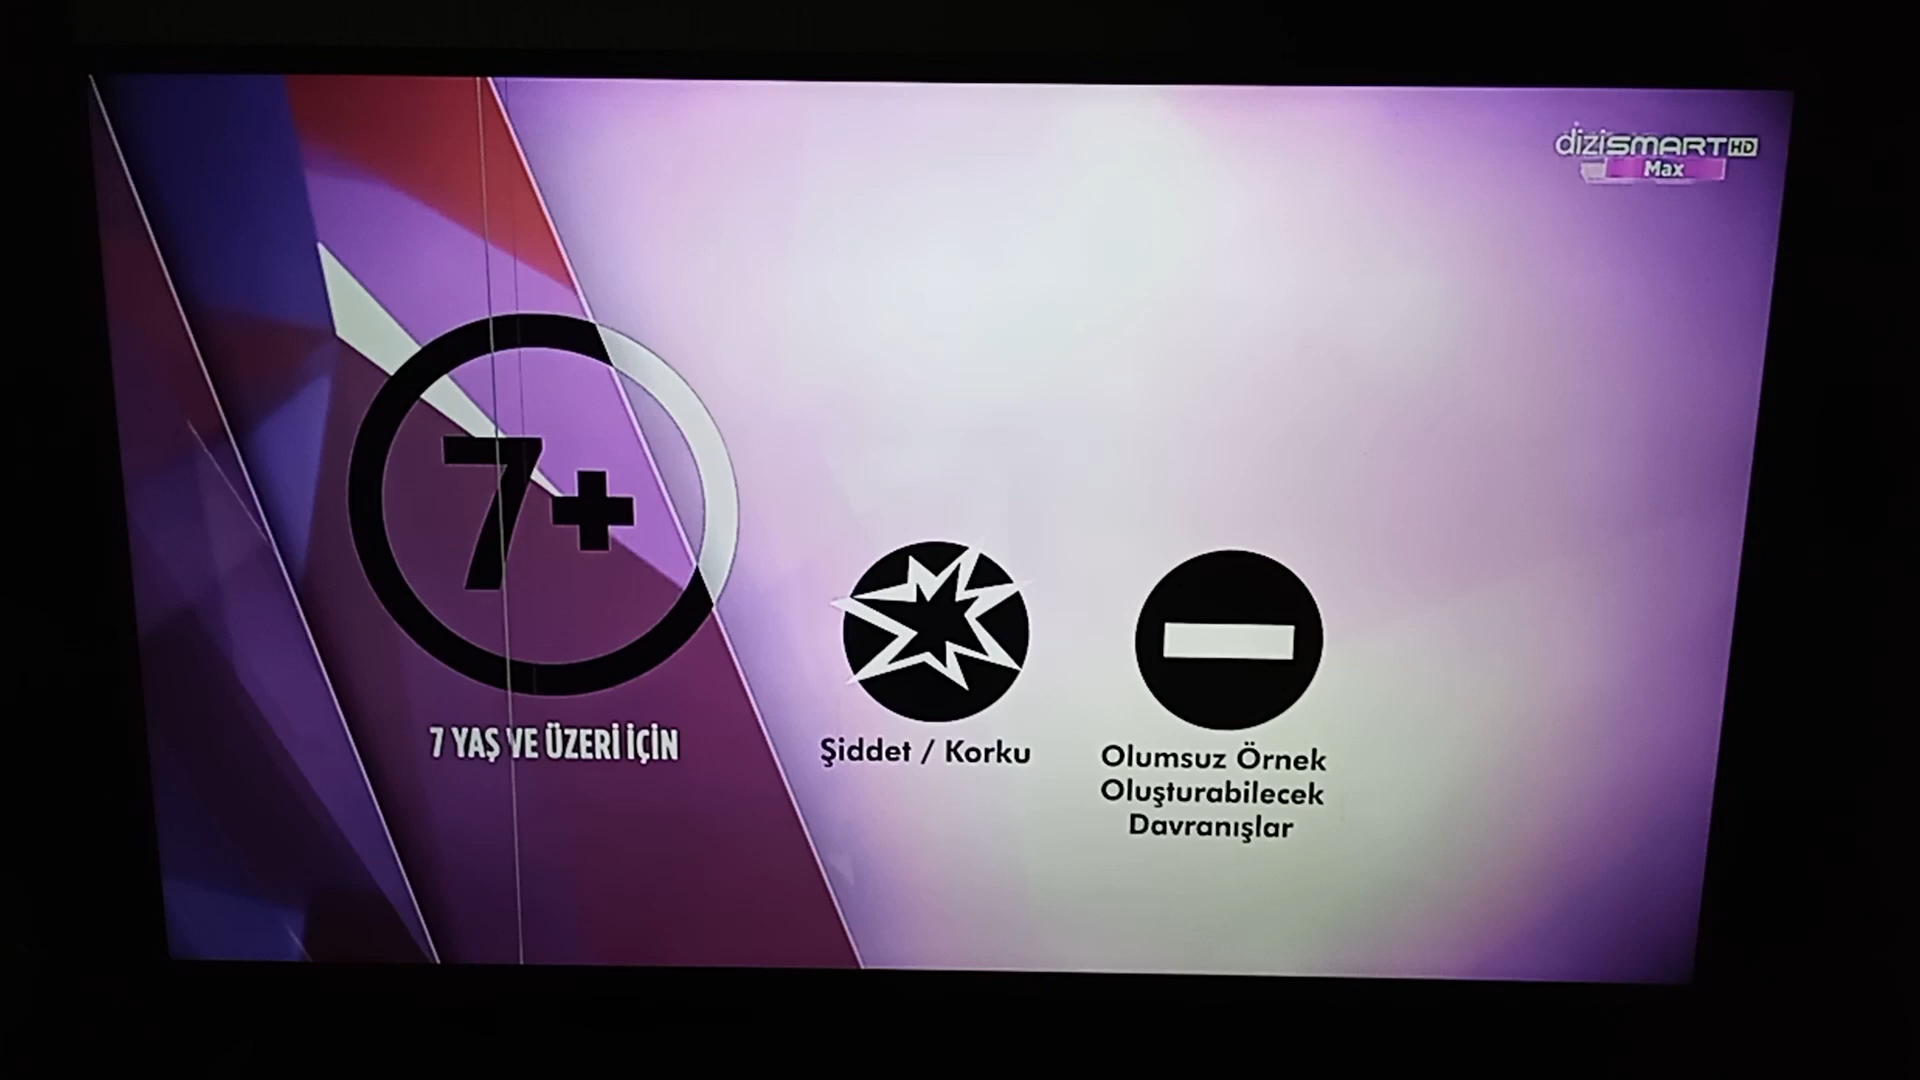 dizismart HD
Max
7+
7 YAŞ VE ÜZERİ İÇİN
Şiddet / Korku
Olumsuz Örnek
Oluşturabilecek
Davranışlar